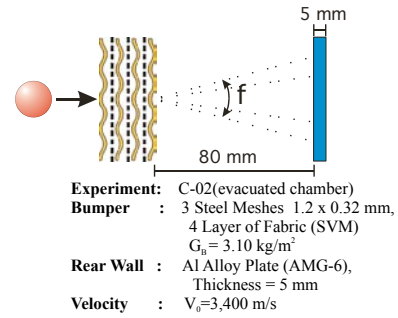 5 mm
f
80 mm
Experiment: C-02(evacuated chamber)
Bumper : 3 Steel Meshes 1.2 x 0.32 mm,
4 Layer of Fabric (SVM)
G_B = 3.10 kg/m²
Rear Wall : Al Alloy Plate (AMG-6),
Thickness = 5 mm
Velocity : V₀=3,400 m/s